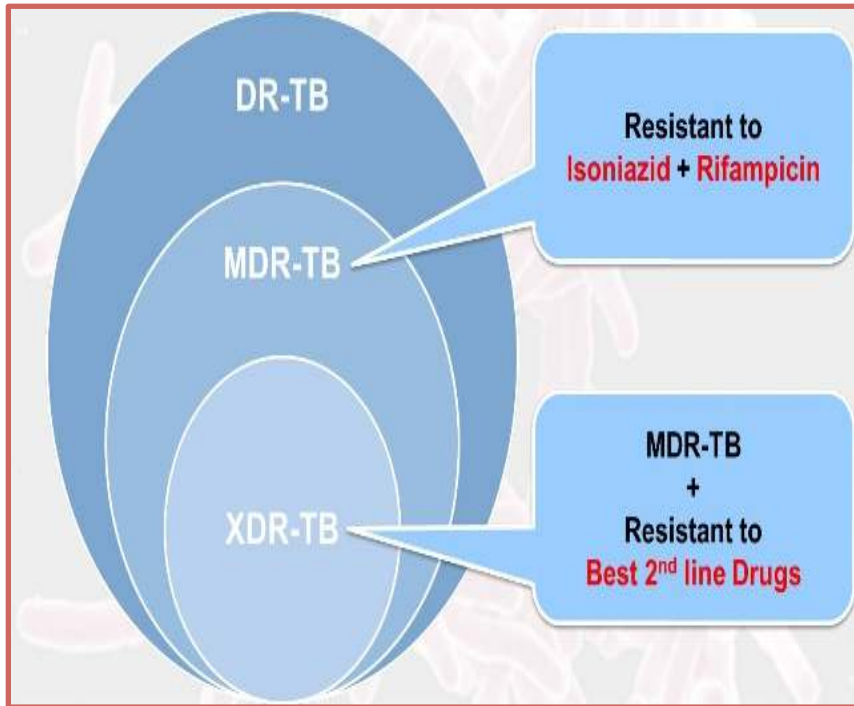 DR-TB
MDR-TB
XDR-TB
Resistant to
Isoniazid + Rifampicin
MDR-TB
+
Resistant to
Best 2nd line Drugs